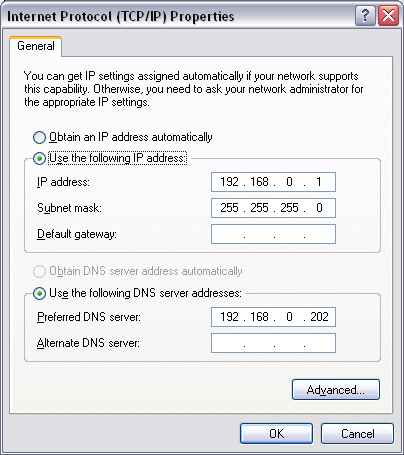 Internet Protocol (TCP/IP) Properties
General
You can get IP settings assigned automatically if your network supports
this capability. Otherwise, you need to ask your network administrator for
the appropriate IP settings.
Obtain an IP address automatically
Use the following IP address:
IP address: 192 . 168 . 0 . 1
Subnet mask: 255 . 255 . 255 . 0
Default gateway: . . .
Obtain DNS server address automatically
Use the following DNS server addresses:
Preferred DNS server: 192 . 168 . 0 . 202
Alternate DNS server: . . .
Advanced...
OK Cancel